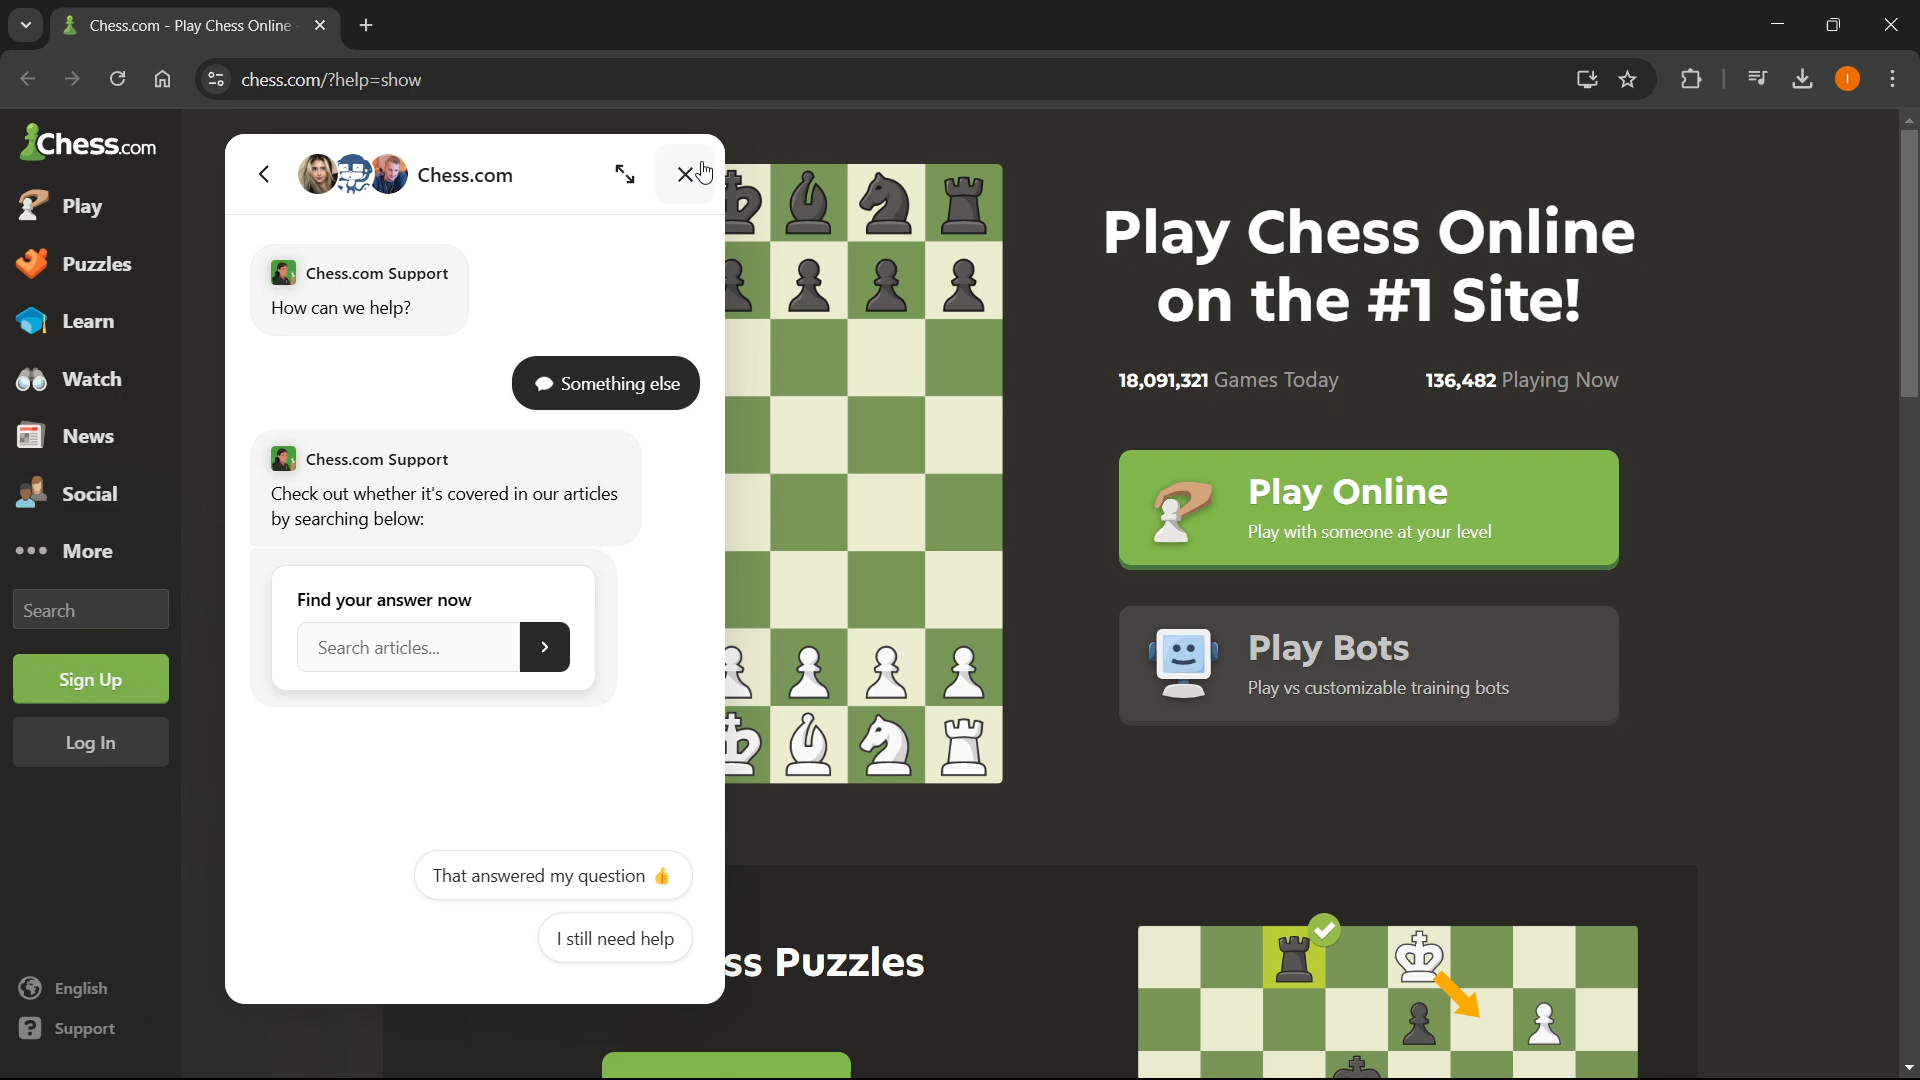 Chess.com - Play Chess Online
chess.com/?help=show
I
Chess.com
Play
Puzzles
Learn
Watch
News
Social
More
Search
Sign Up
Log In
English
Support
Chess.com
Chess.com Support
How can we help?
Something else
Chess.com Support
Check out whether it's covered in our articles
by searching below:
Find your answer now
Search articles...
That answered my question 👍
I still need help
Play Chess Online
on the #1 Site!
18,091,321 Games Today
136,482 Playing Now
Play Online
Play with someone at your level
Play Bots
Play vs customizable training bots
ss Puzzles